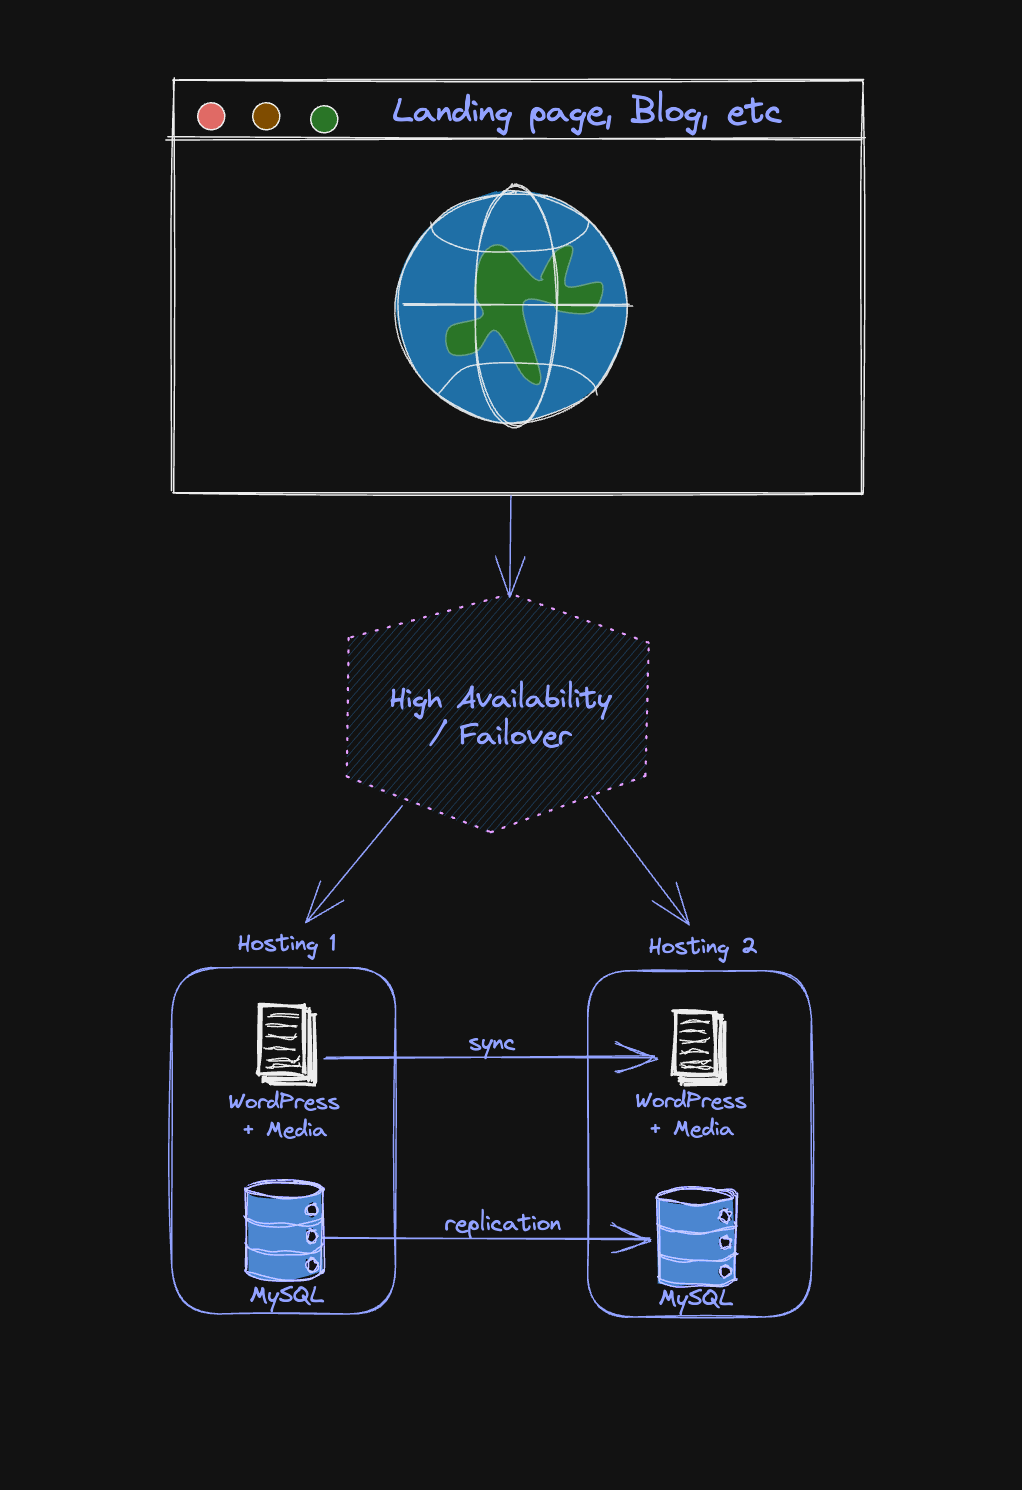 Landing page, Blog, etc
High Availability
/ Failover
Hosting 1
Hosting 2
sync
WordPress
+ Media
WordPress
+ Media
replication
MySQL
MySQL